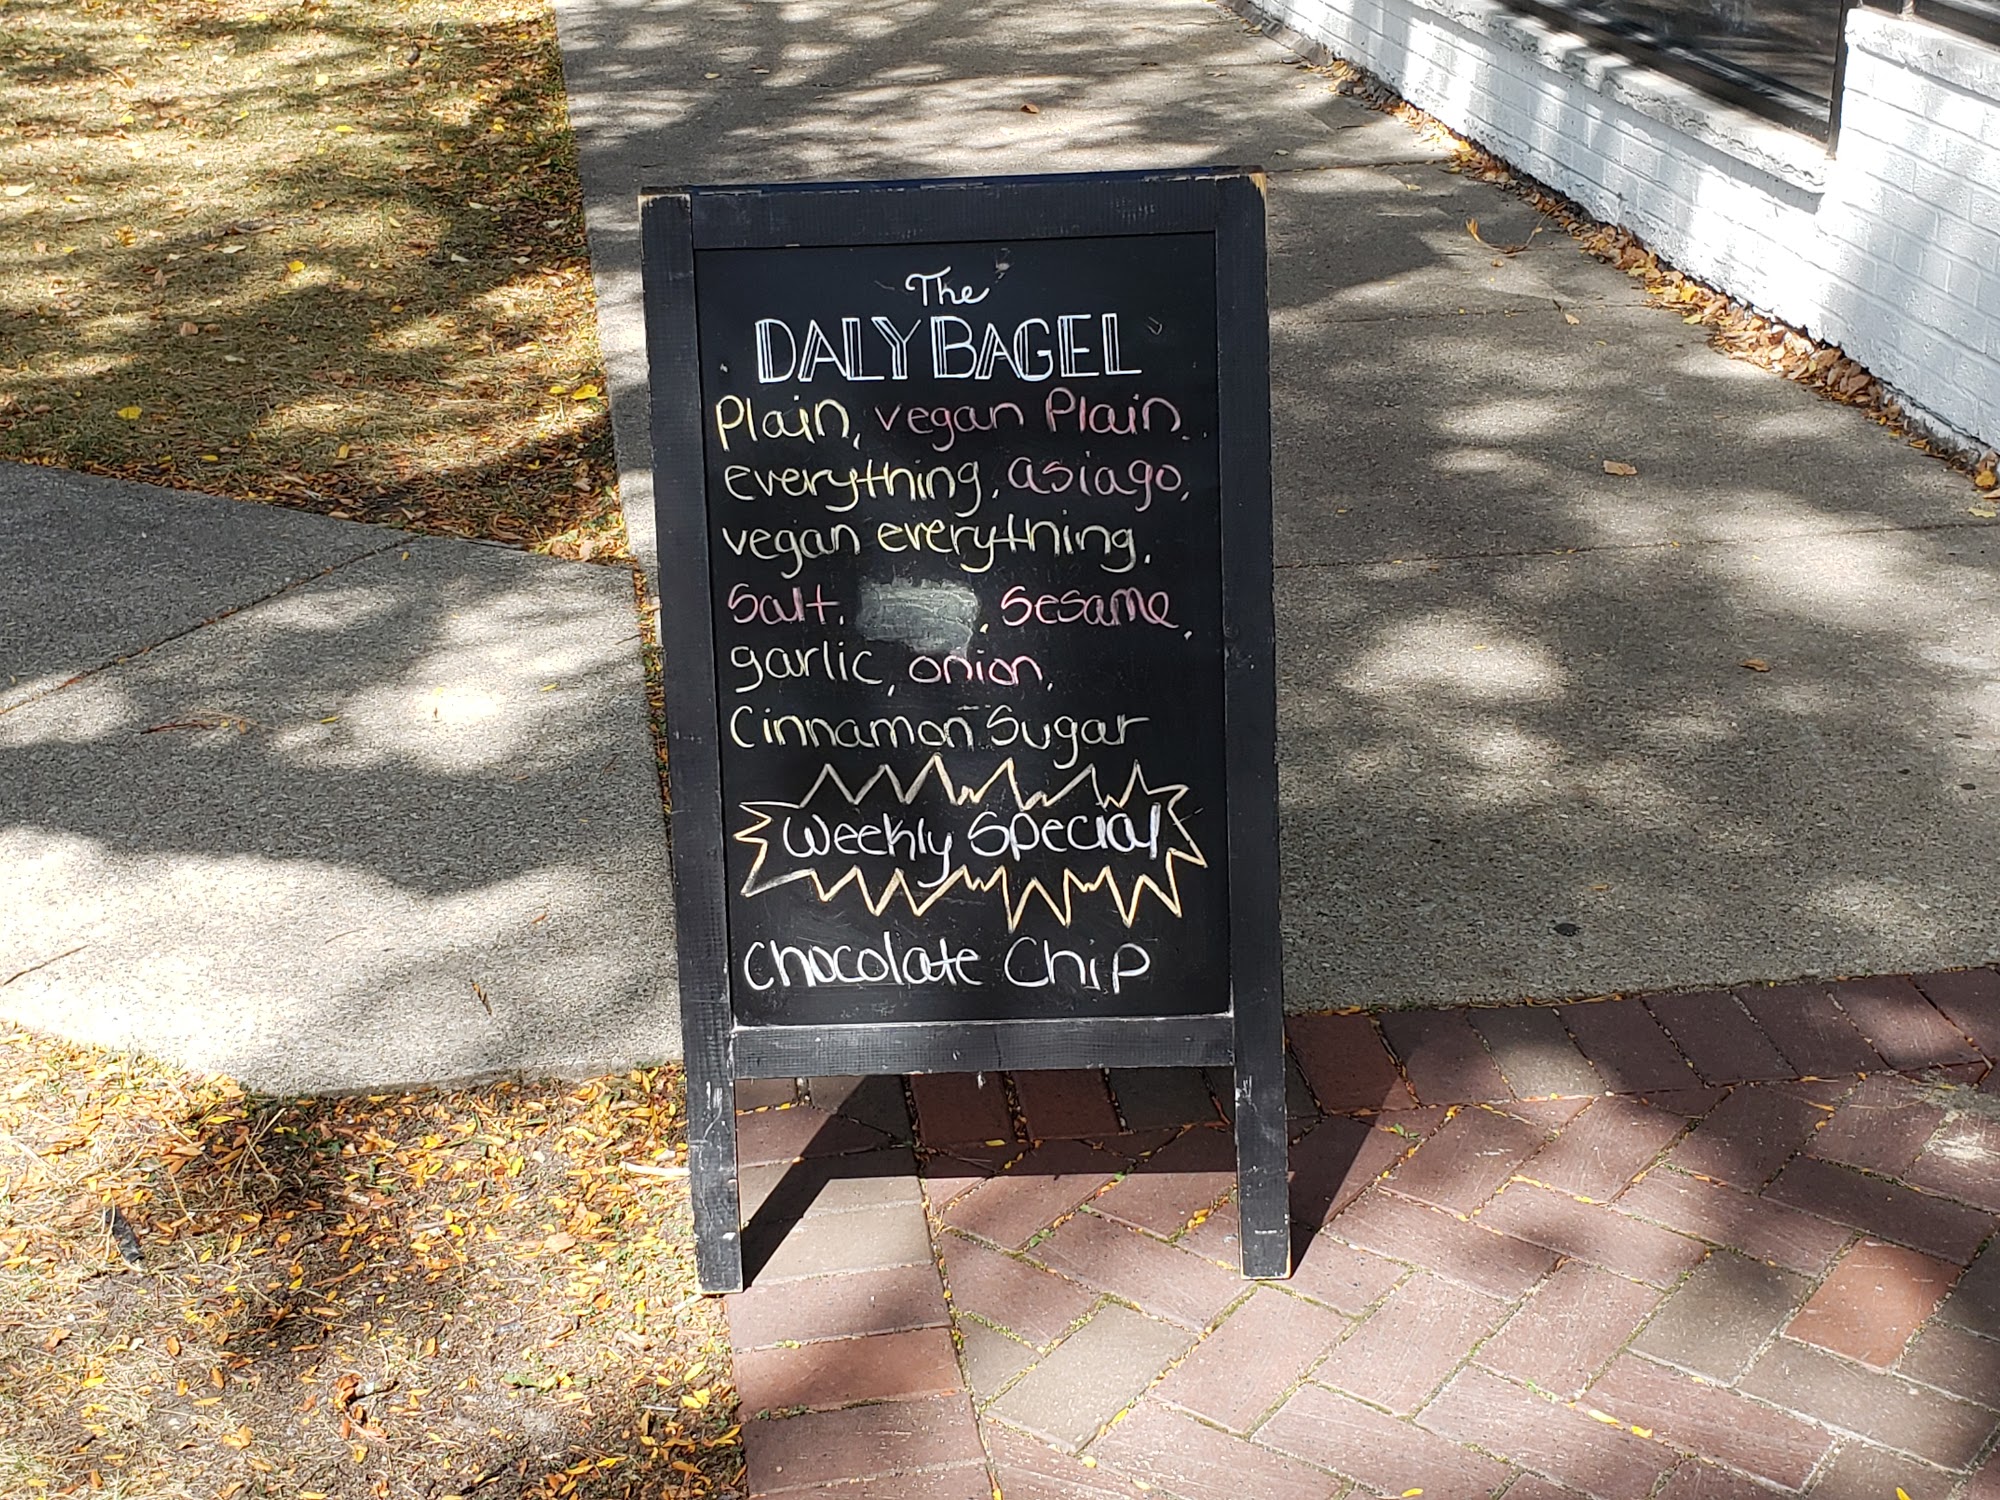 The
DALY BAGEL
Plain, vegan Plain
everything, asiago,
vegan everything,
Salt, , Sesame,
garlic, onion,
Cinnamon Sugar
Weekly Special
Chocolate Chip